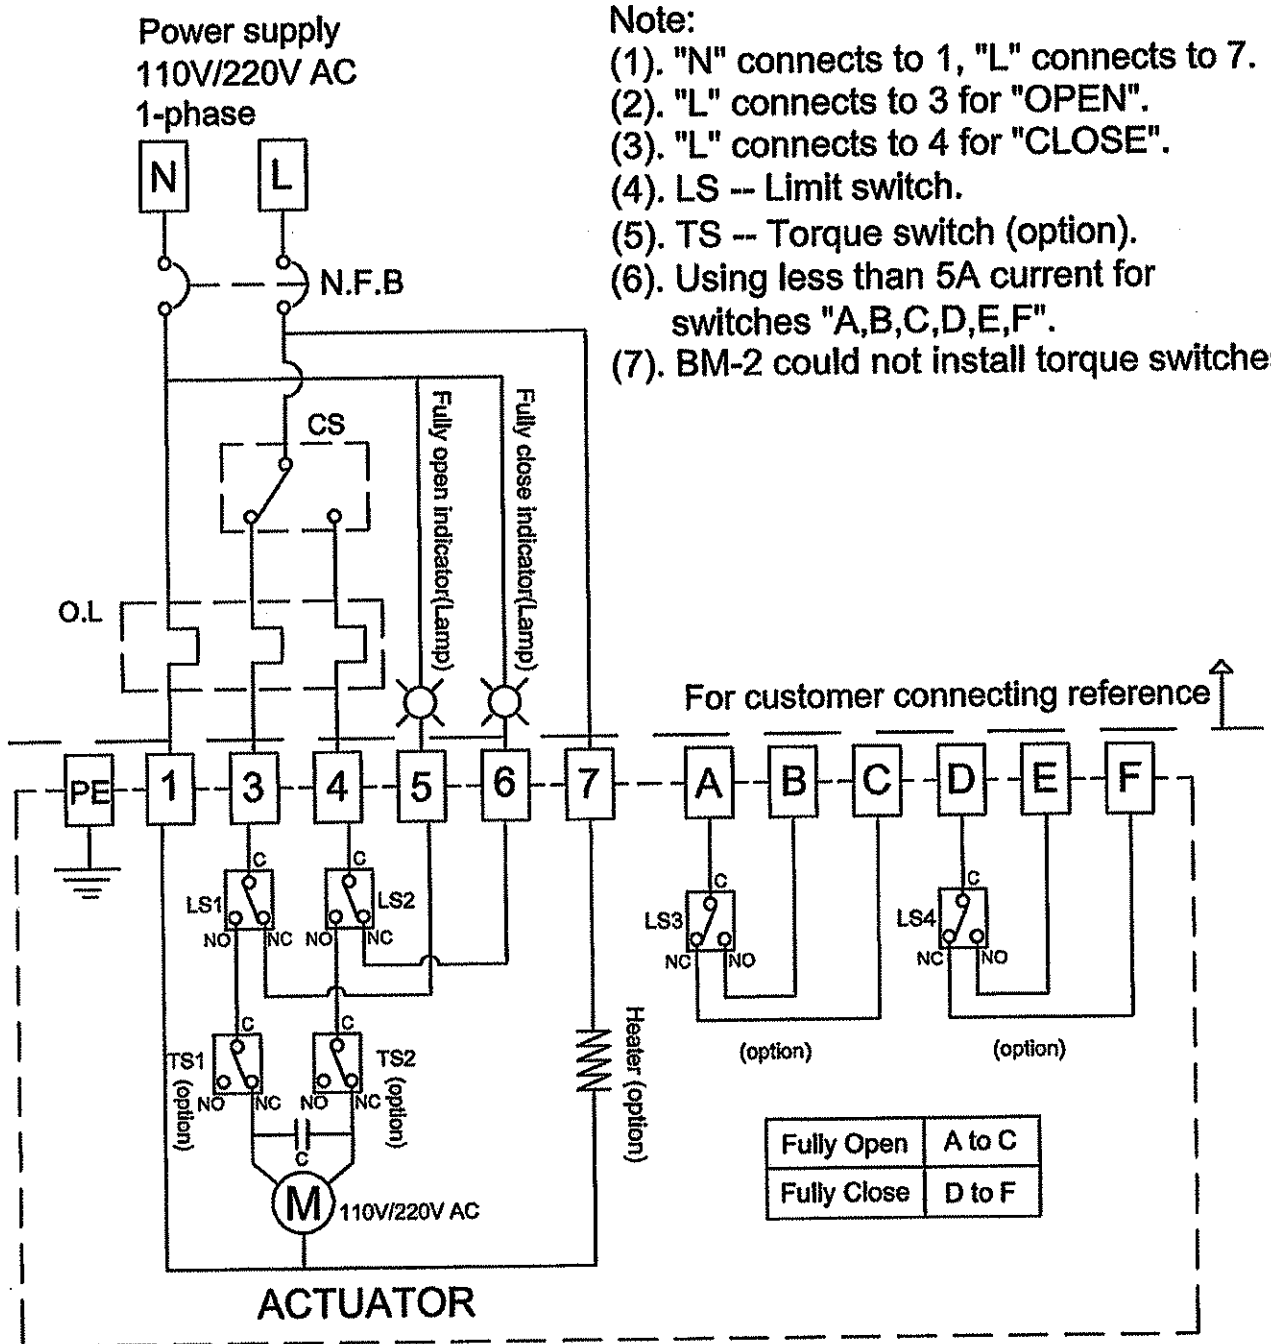 Power supply
110V/220V AC
1-phase
N
L
N.F.B
Note:
(1). "N" connects to 1, "L" connects to 7.
(2). "L" connects to 3 for "OPEN".
(3). "L" connects to 4 for "CLOSE".
(4). LS -- Limit switch.
(5). TS -- Torque switch (option).
(6). Using less than 5A current for
switches "A,B,C,D,E,F".
(7). BM-2 could not install torque switche
CS
Fully open indicator(Lamp)
Fully close indicator(Lamp)
O.L
For customer connecting reference
PE
1
3
4
5
6
7
A
B
C
D
E
F
C
LS1
NO
NC
C
LS2
NO
NC
C
LS3
NC
NO
C
LS4
NC
NO
(option)
(option)
C
TS1
(option)
NO
NC
C
TS2
(option)
NO
NC
C
Heater (option)
M
110V/220V AC
Fully Open A to C
Fully Close D to F
ACTUATOR